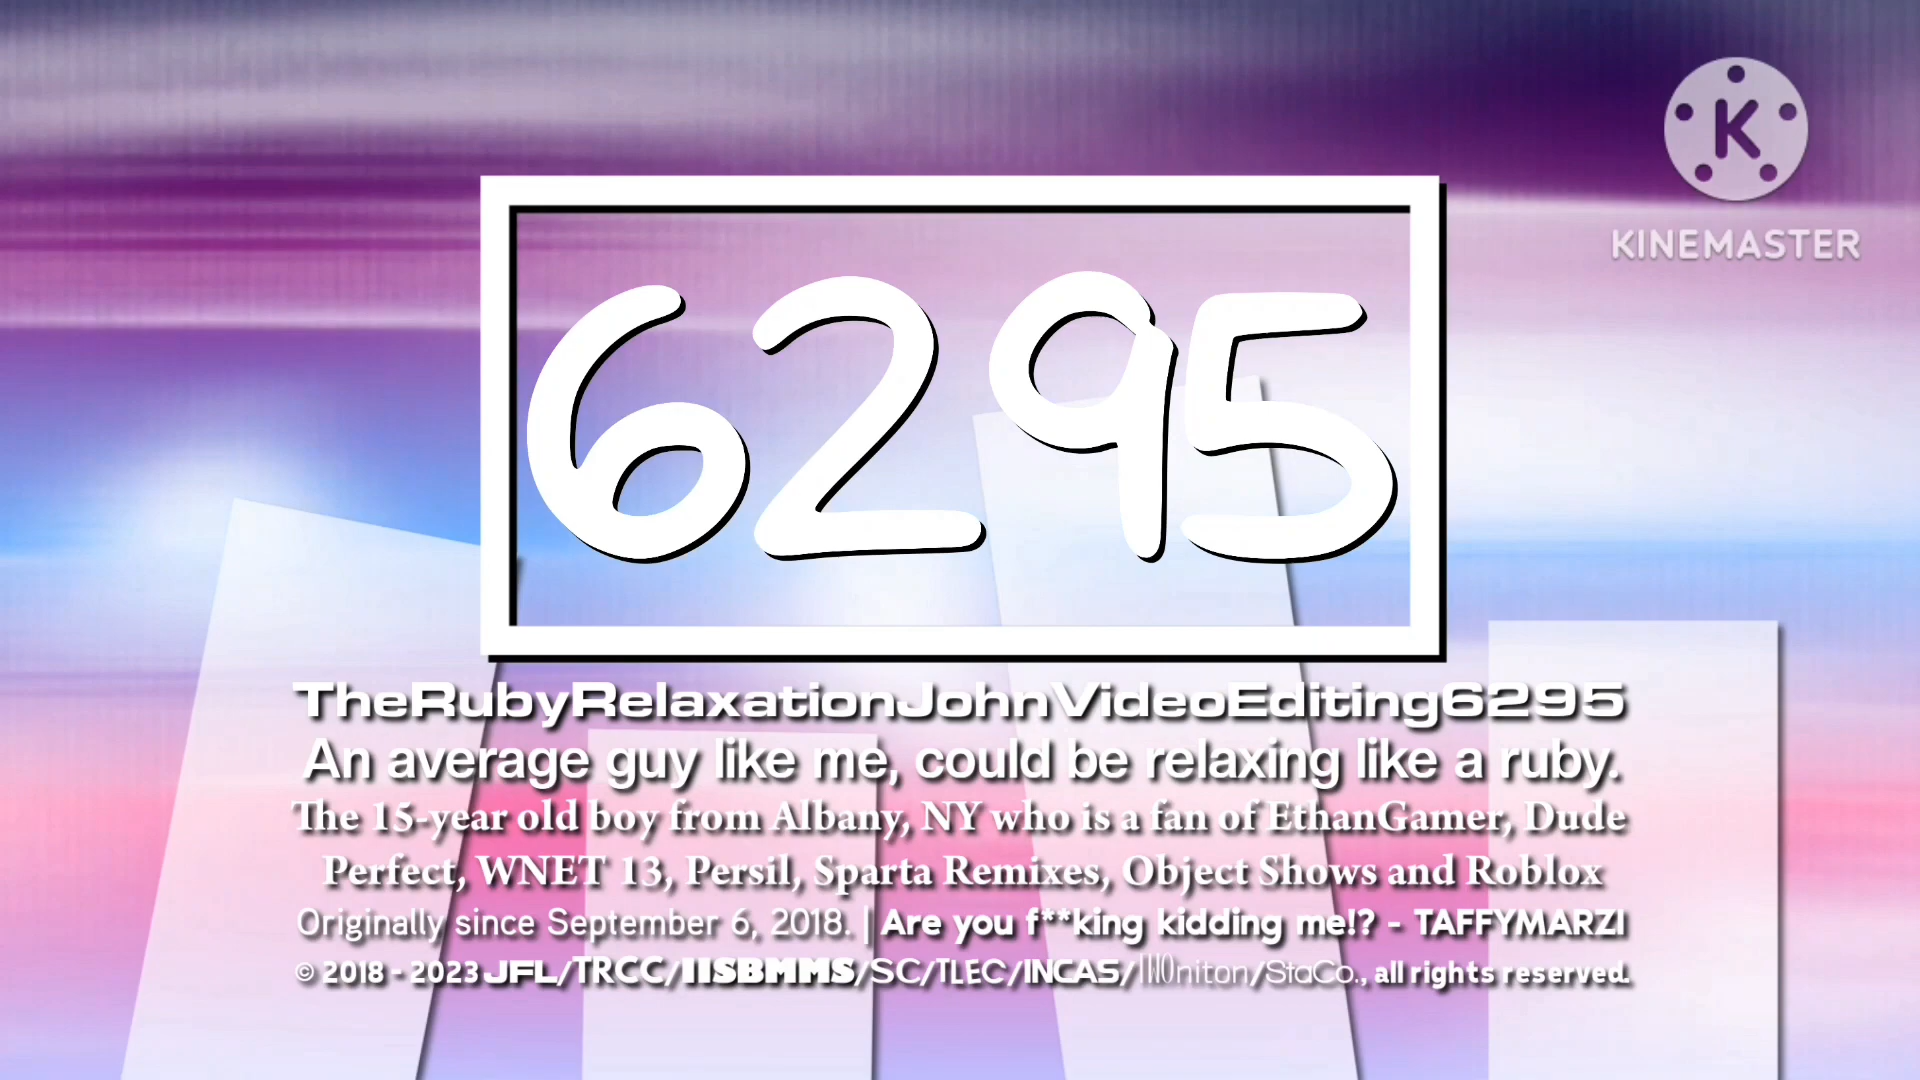 K
KINEMASTER
6295
TheRubyRelaxationJohnVideoEditing6295
An average guy like me, could be relaxing like a ruby.
The 15-year old boy from Albany, NY who is a fan of EthanGamer, Dude
Perfect, WNET 13, Persil, Sparta Remixes, Object Shows and Roblox
Originally since September 6, 2018. | Are you f**king kidding me!? - TAFFYMARZI
© 2018 - 2023 JFL/TRCC/IISBMMS/SC/TLEC/INCAS/ /StaCo., all rights reserved.